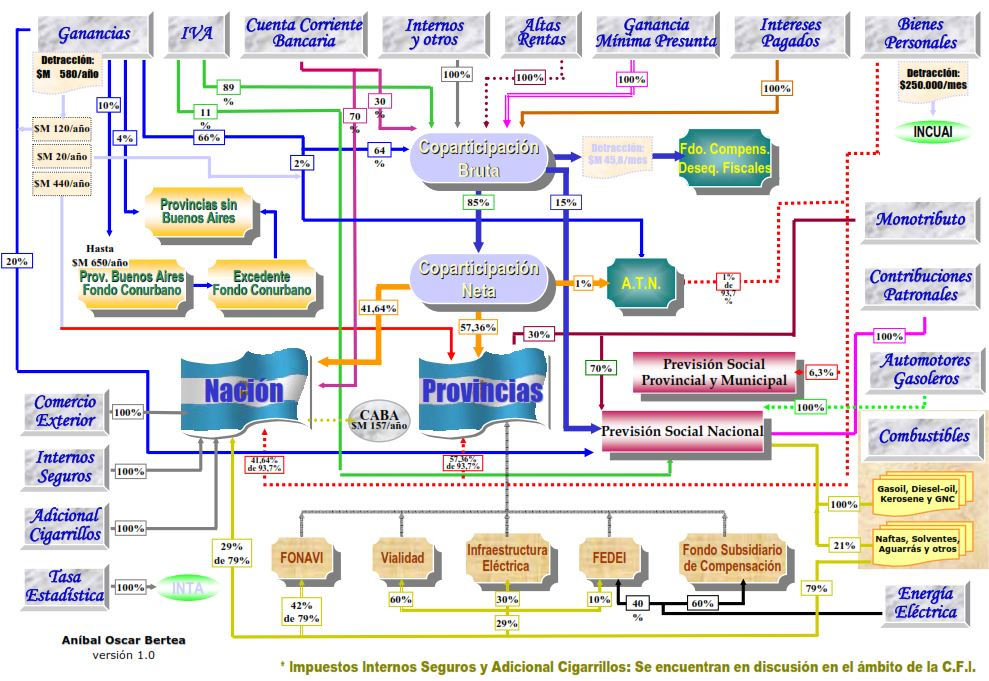 Ganancias
IVA
Cuenta Corriente
Bancaria
Internos
y otros
Altas
Rentas
Ganancia
Mínima Presunta
Intereses
Pagados
Bienes
Personales
Detracción:
$M 580/año
Detracción:
$250.000/mes
INCUAI
100%
100%
100%
100%
89
%
11
%
30
%
70
%
10%
4%
66%
2%
64
%
$M 120/año
$M 20/año
$M 440/año
Coparticipación
Bruta
Detracción:
$M 45,8/mes
Fdo. Compens.
Deseq. Fiscales
85%
15%
Provincias sin
Buenos Aires
Monotributo
Hasta
$M 650/año
Prov. Buenos Aires
Fondo Conurbano
Excedente
Fondo Conurbano
20%
Coparticipación
Neta
1%
A.T.N.
1%
de
93,7
%
Contribuciones
Patronales
41,64%
57,36%
30%
100%
Nación
Provincias
70%
Previsión Social
Provincial y Municipal
6,3%
Automotores
Gasoleros
100%
Comercio
Exterior
100%
CABA
$M 157/año
Previsión Social Nacional
Combustibles
Internos
Seguros
100%
41,64%
de 93,7%
57,36%
de 93,7%
Gasoil, Diesel-oil,
Kerosene y GNC
100%
Adicional
Cigarrillos
100%
Naftas, Solventes,
Aguarrás y otros
21%
29%
de 79%
FONAVI
Vialidad
Infraestructura
Eléctrica
FEDEI
Fondo Subsidiario
de Compensación
Tasa
Estadística
100%
INTA
79%
42%
de 79%
60%
30%
10%
40
%
60%
29%
Energía
Eléctrica
Aníbal Oscar Bertea
versión 1.0
* Impuestos Internos Seguros y Adicional Cigarrillos: Se encuentran en discusión en el ámbito de la C.F.I.